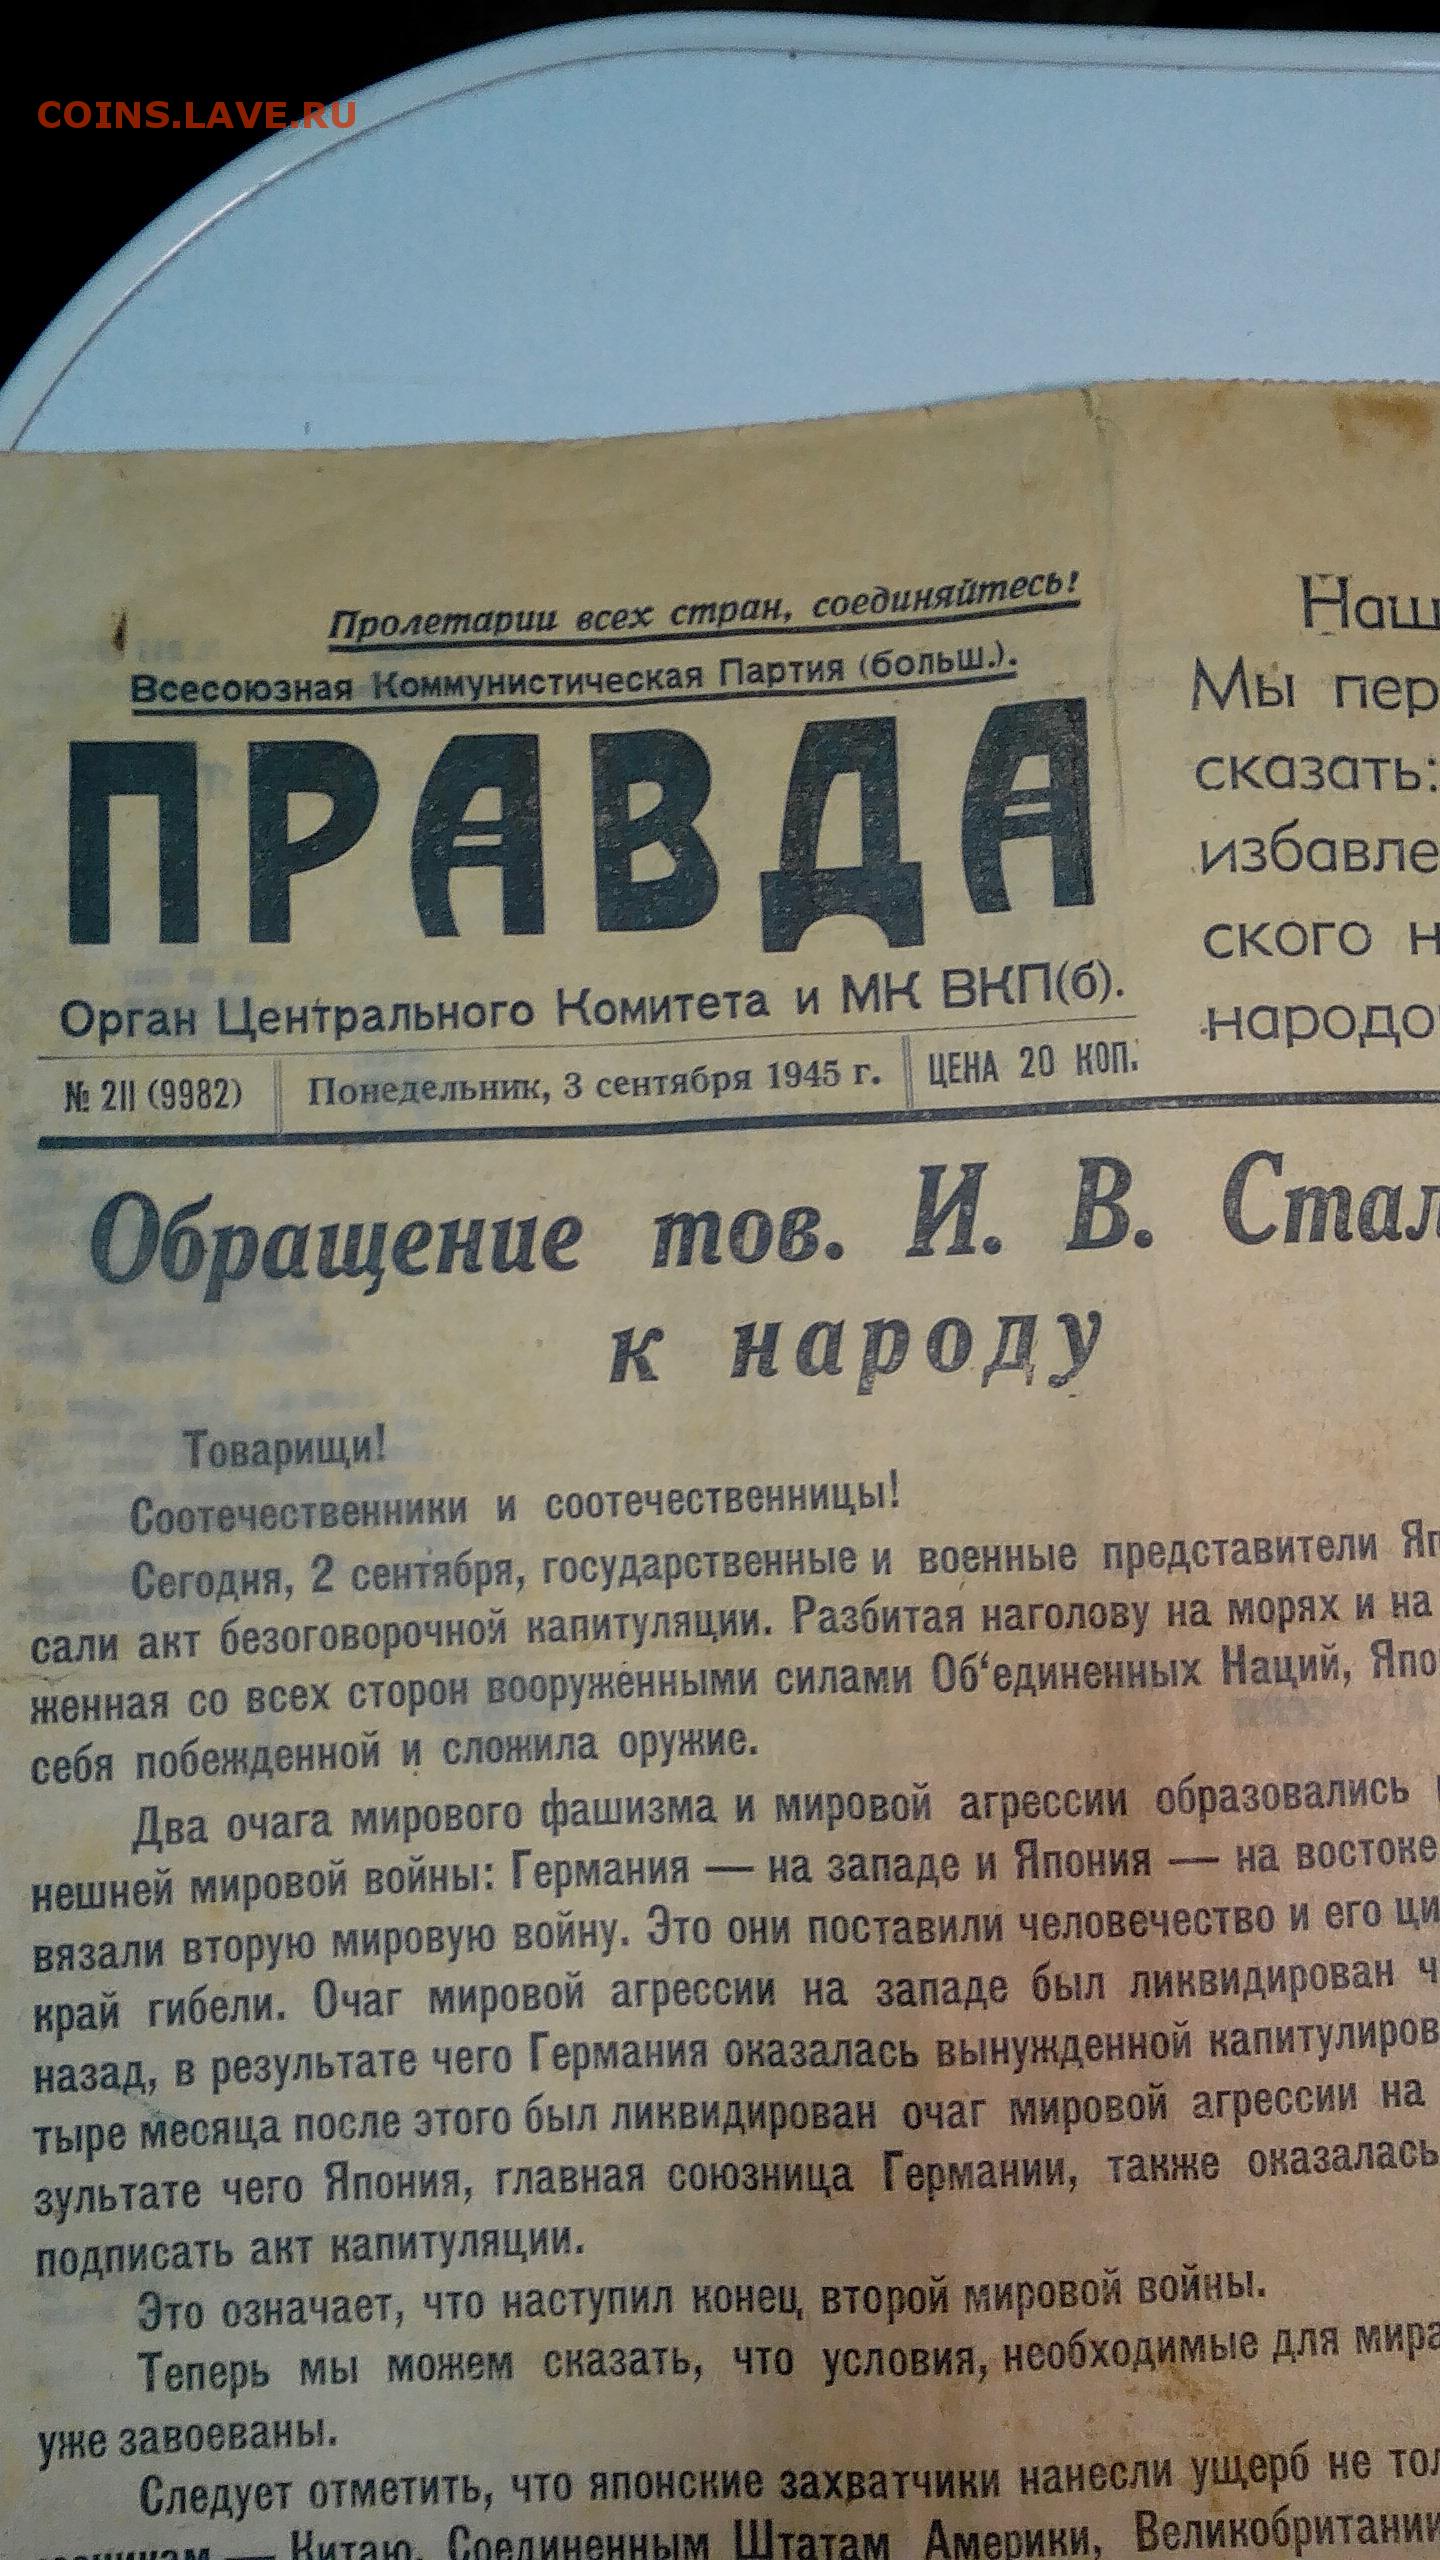 COINS.LAVE.RU
Пролетарии всех стран, соединяйтесь!
Всесоюзная Коммунистическая Партия (больш.).
ПРАВДА
Орган Центрального Комитета и МК ВКП(б).
№ 211 (9982) Понедельник, 3 сентября 1945 г. ЦЕНА 20 КОП.
Наш
Мы пер
сказать:
избавле
ского н
народо
Обращение тов. И. В. Стал
к народу
Товарищи!
Соотечественники и соотечественницы!
Сегодня, 2 сентября, государственные и военные представители Яп
сали акт безоговорочной капитуляции. Разбитая наголову на морях и на
женная со всех сторон вооруженными силами Об‘единенных Наций, Япо
себя побежденной и сложила оружие.
Два очага мирового фашизма и мировой агрессии образовались
нешней мировой войны: Германия — на западе и Япония — на востоке
вязали вторую мировую войну. Это они поставили человечество и его ци
край гибели. Очаг мировой агрессии на западе был ликвидирован ч
назад, в результате чего Германия оказалась вынужденной капитулиров
тыре месяца после этого был ликвидирован очаг мировой агрессии на
зультате чего Япония, главная союзница Германии, также оказалась
подписать акт капитуляции.
Это означает, что наступил конец второй мировой войны.
Теперь мы можем сказать, что условия, необходимые для мира
уже завоеваны.
Следует отметить, что японские захватчики нанесли ущерб не тол
— Китаю, Соединенным Штатам Америки, Великобритании